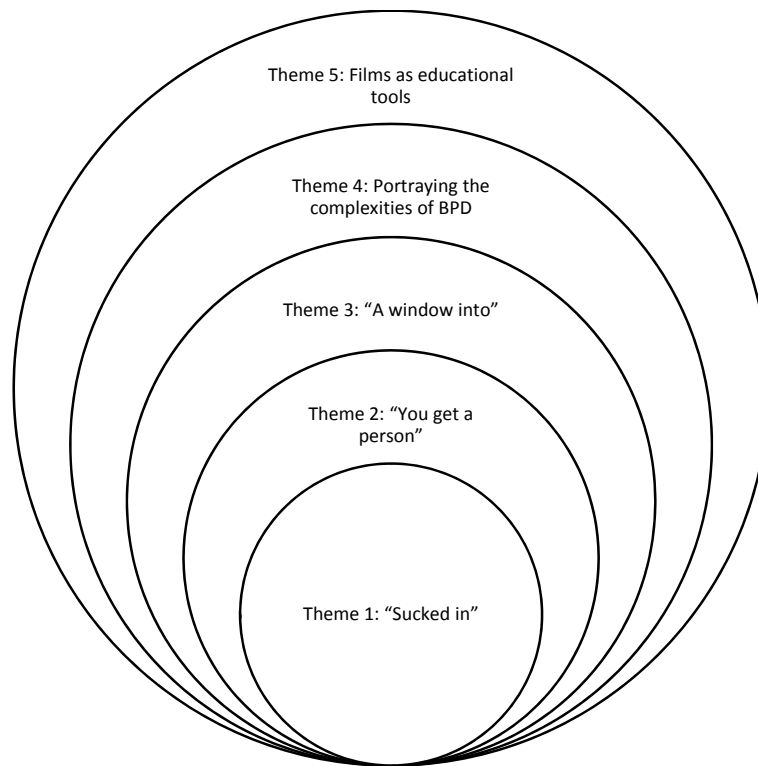 Theme 5: Films as educational
tools
Theme 4: Portraying the
complexities of BPD
Theme 3: “A window into”
Theme 2: “You get a
person”
Theme 1: “Sucked in”